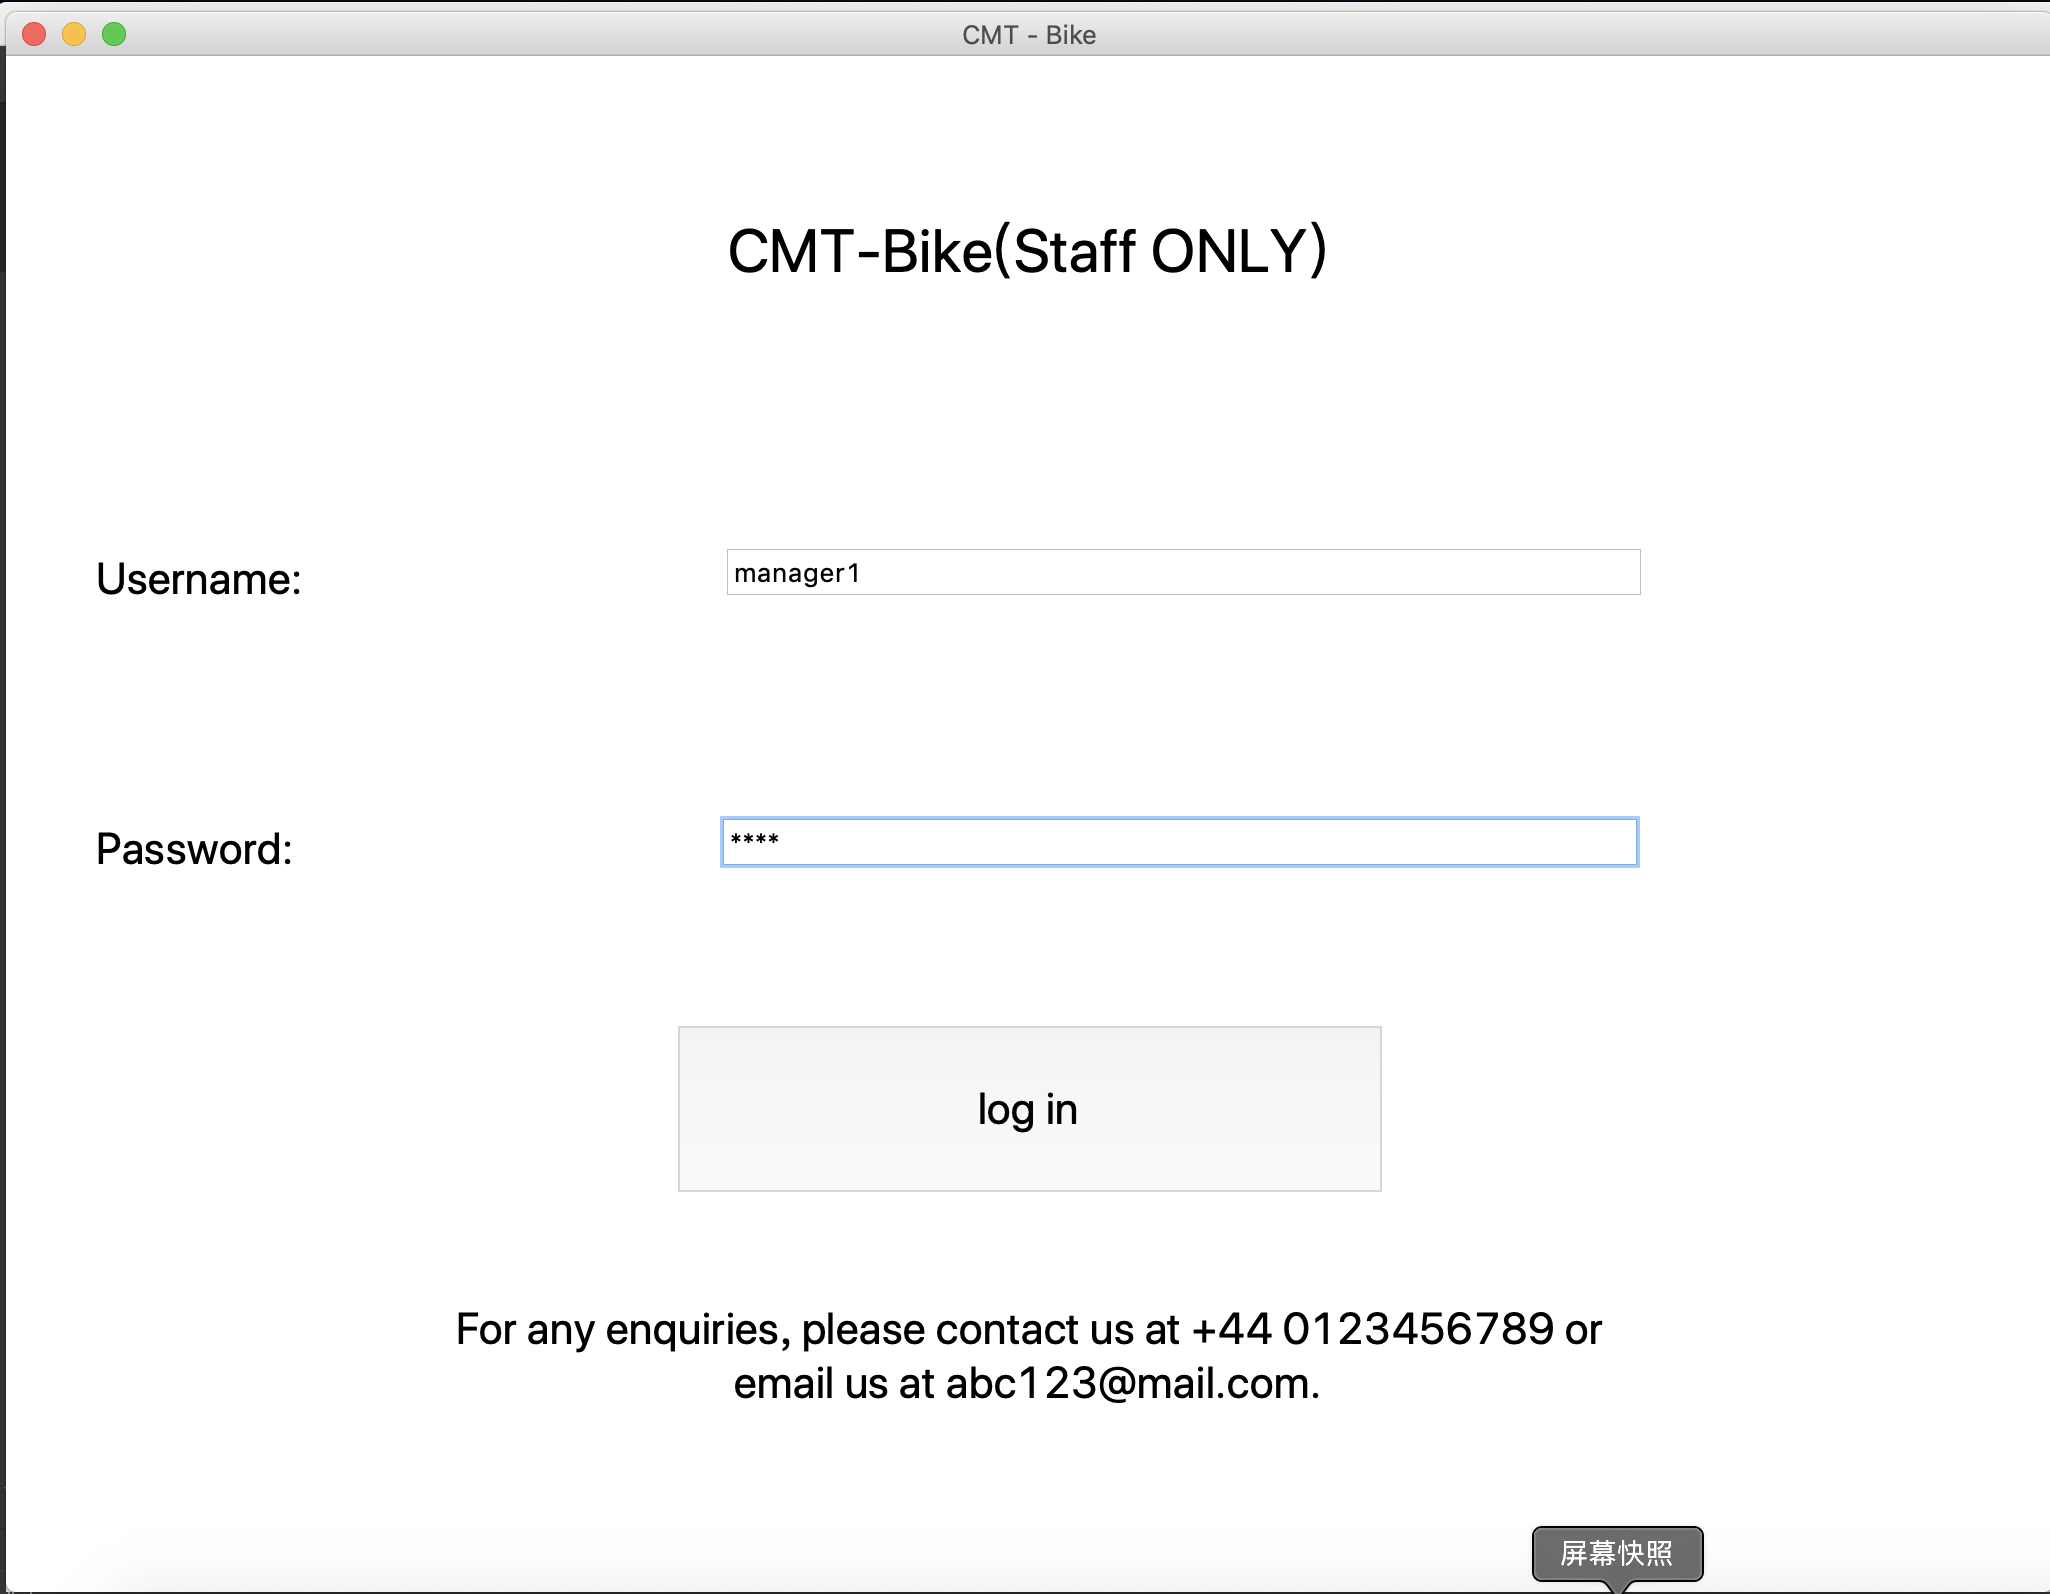 CMT - Bike
CMT-Bike(Staff ONLY)
Username:
manager1
Password:
****
log in
For any enquiries, please contact us at +44 0123456789 or
email us at abc123@mail.com.
屏幕快照